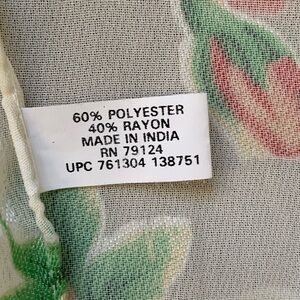 60% POLYESTER
40% RAYON
MADE IN INDIA
RN 79124
UPC 761304 138751